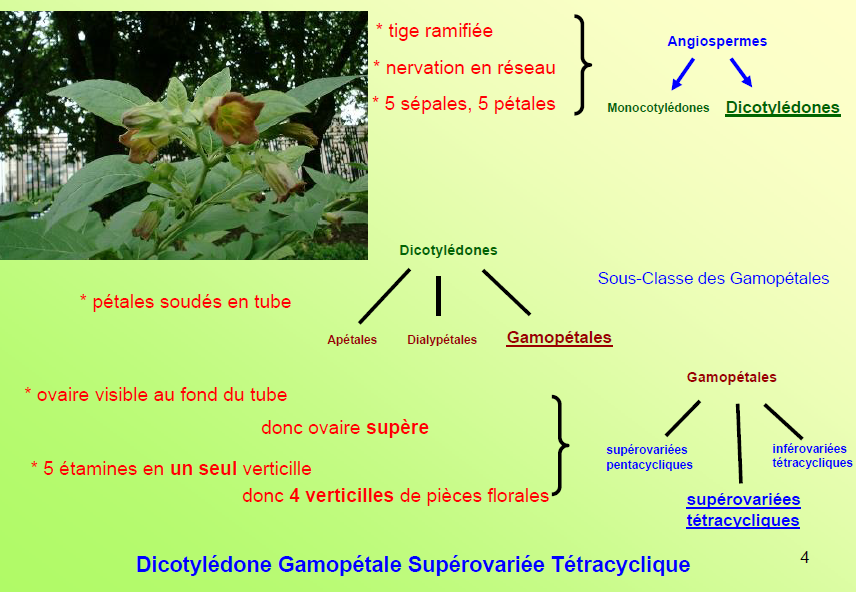 * tige ramifiée
* nervation en réseau
* 5 sépales, 5 pétales
Angiospermes
Monocotylédones
Dicotylédones
Dicotylédones
Sous-Classe des Gamopétales
* pétales soudés en tube
Apétales
Dialypétales
Gamopétales
Gamopétales
* ovaire visible au fond du tube
donc ovaire supère
* 5 étamines en un seul verticille
donc 4 verticilles de pièces florales
supérovariées
pentacycliques
inférovariées
tétracycliques
supérovariées
tétracycliques
Dicotylédone Gamopétale Supérovariée Tétracyclique
4